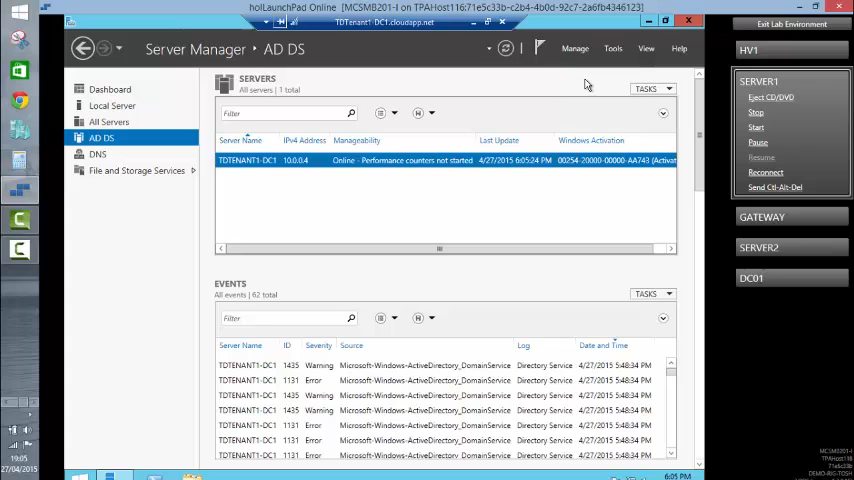 holLaunchPad Online [MCSMB201-I on TPAHost116:71e5c33b-c2b4-4b3d-92c7-2a6fb4346123]
TDTenant1-DC1.cloudapp.net
Exit Lab Environment
Server Manager ▸ AD DS
Manage Tools View Help
Dashboard
Local Server
All Servers
AD DS
DNS
File and Storage Services
SERVERS
All servers | 1 total
TASKS
Filter
Server Name IPv4 Address Manageability Last Update Windows Activation
TDTENANT1-DC1 10.0.0.4 Online - Performance counters not started 4/27/2015 6:05:24 PM 00254-20000-00000-AA743 (Activat
EVENTS
All events | 62 total
TASKS
Filter
Server Name ID Severity Source Log Date and Time
TDTENANT1-DC1 1435 Warning Microsoft-Windows-ActiveDirectory_DomainService Directory Service 4/27/2015 5:48:34 PM
TDTENANT1-DC1 1131 Error Microsoft-Windows-ActiveDirectory_DomainService Directory Service 4/27/2015 5:48:34 PM
TDTENANT1-DC1 1435 Warning Microsoft-Windows-ActiveDirectory_DomainService Directory Service 4/27/2015 5:48:34 PM
TDTENANT1-DC1 1435 Warning Microsoft-Windows-ActiveDirectory_DomainService Directory Service 4/27/2015 5:48:34 PM
TDTENANT1-DC1 1131 Error Microsoft-Windows-ActiveDirectory_DomainService Directory Service 4/27/2015 5:48:34 PM
TDTENANT1-DC1 1131 Error Microsoft-Windows-ActiveDirectory_DomainService Directory Service 4/27/2015 5:48:34 PM
TDTENANT1-DC1 1131 Error Microsoft-Windows-ActiveDirectory_DomainService Directory Service 4/27/2015 5:48:34 PM
HV1
SERVER1
Eject CD/DVD
Stop
Start
Pause
Resume
Reconnect
Send Ctl-Alt-Del
GATEWAY
SERVER2
DC01
19:05
27/04/2015
6:05 PM
MCSMB201-I
TPAHost116
71e5c33b
DEMO-RIG-TOSH